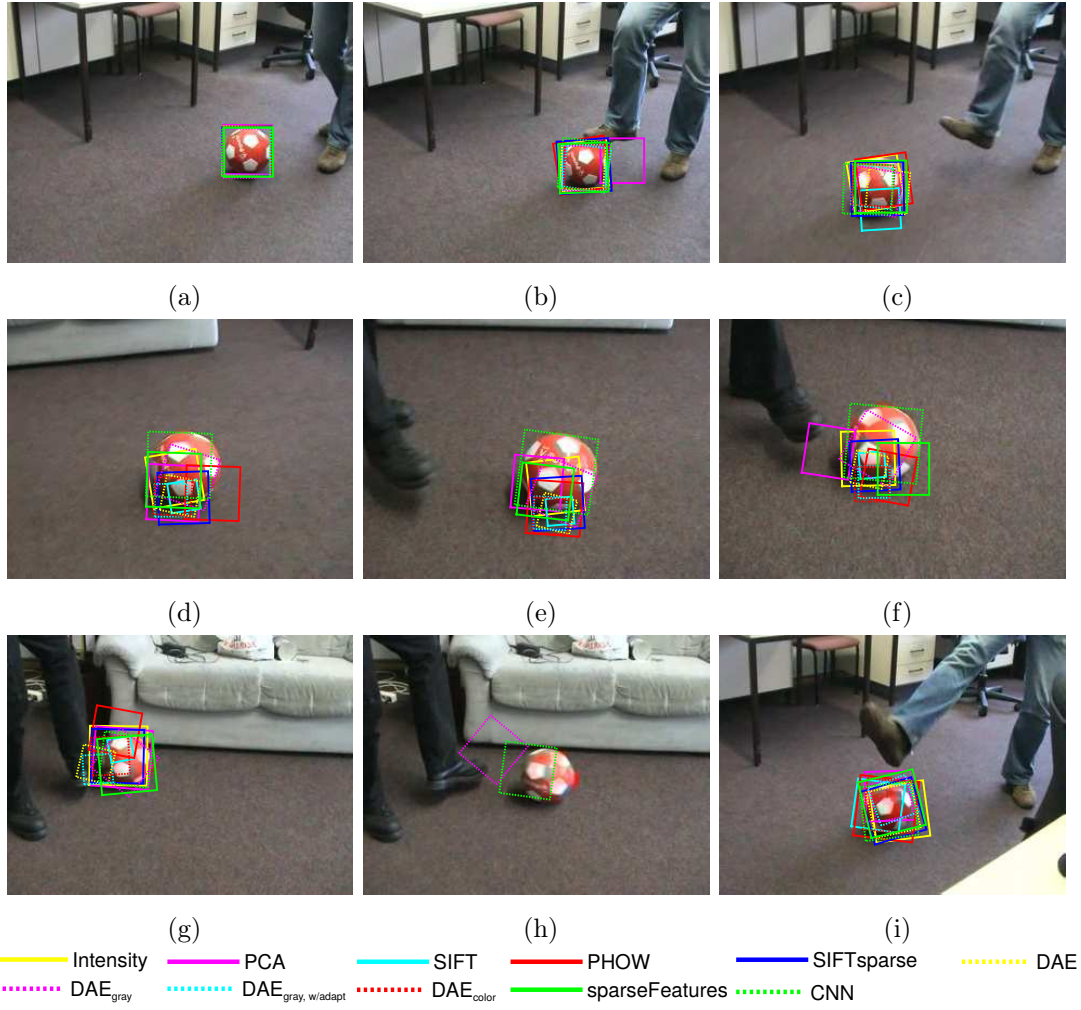 (a) (b) (c)
(d) (e) (f)
(g) (h) (i)
Intensity PCA SIFT PHOW SIFTsparse DAE
DAEgray DAEgray, w/adapt DAEcolor sparseFeatures CNN